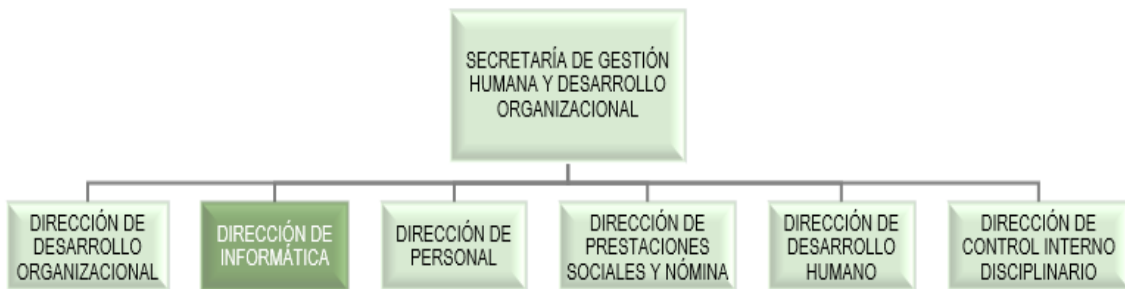 SECRETARÍA DE GESTIÓN
HUMANA Y DESARROLLO
ORGANIZACIONAL
DIRECCIÓN DE
DESARROLLO
ORGANIZACIONAL
DIRECCIÓN DE
INFORMÁTICA
DIRECCIÓN DE
PERSONAL
DIRECCIÓN DE
PRESTACIONES
SOCIALES Y NÓMINA
DIRECCIÓN DE
DESARROLLO
HUMANO
DIRECCIÓN DE
CONTROL INTERNO
DISCIPLINARIO